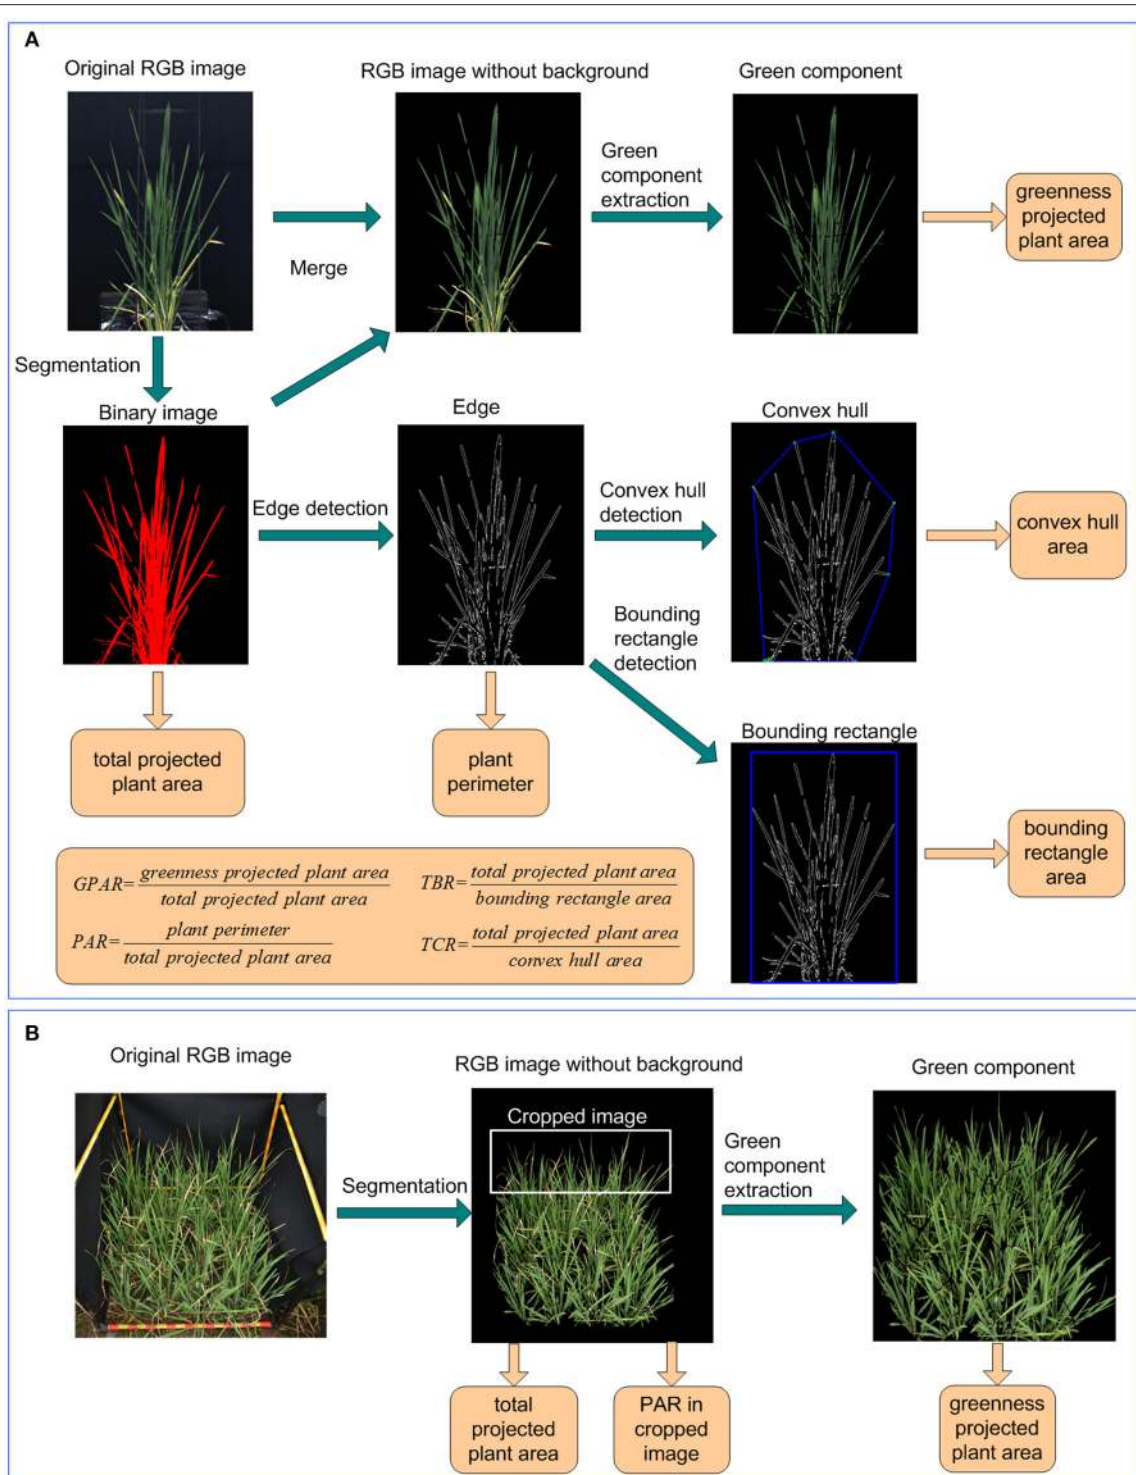 A
Original RGB image
RGB image without background
Green component
Green
component
extraction
greenness
projected
plant area
Merge
Segmentation
Binary image
Edge
Convex hull
Edge detection
Convex hull
detection
convex hull
area
Bounding
rectangle
detection
total projected
plant area
plant
perimeter
Bounding rectangle
bounding
rectangle
area
GPAR= greenness projected plant area / total projected plant area
TBR= total projected plant area / bounding rectangle area
PAR= plant perimeter / total projected plant area
TCR= total projected plant area / convex hull area
B
Original RGB image
RGB image without background
Green component
Cropped image
Segmentation
Green
component
extraction
total
projected
plant area
PAR in
cropped
image
greenness
projected
plant area